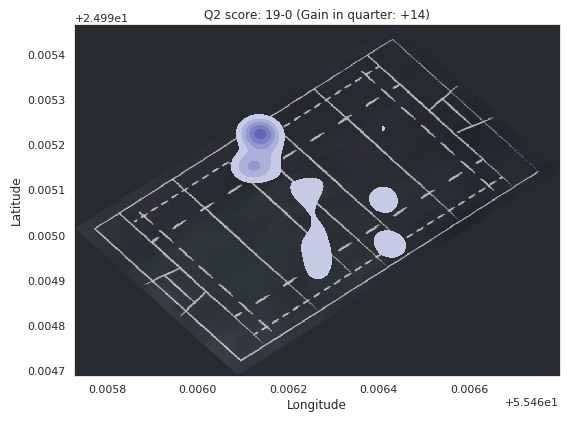 Q2 score: 19-0 (Gain in quarter: +14)
+2.499e1
0.0054
0.0053
0.0052
0.0051
0.0050
0.0049
0.0048
0.0047
Latitude
0.0058 0.0060 0.0062 0.0064 0.0066
Longitude
+5.546e1